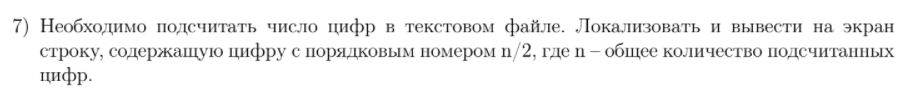 7) Необходимо подсчитать число цифр в текстовом файле. Локализовать и вывести на экран
строку, содержащую цифру с порядковым номером n/2, где n – общее количество подсчитанных
цифр.